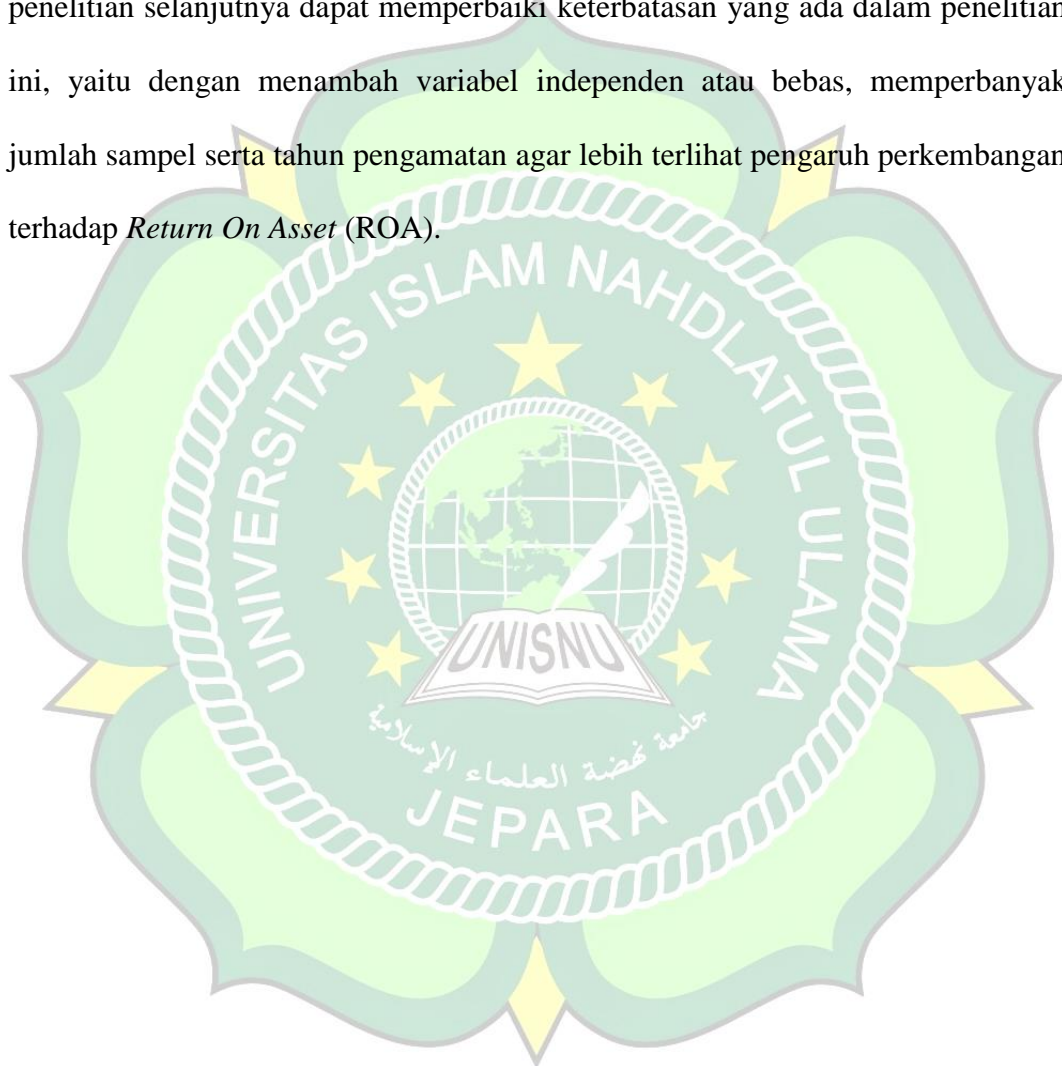 penelitian selanjutnya dapat memperbaiki keterbatasan yang ada dalam penelitian
ini, yaitu dengan menambah variabel independen atau bebas, memperbanyak
jumlah sampel serta tahun pengamatan agar lebih terlihat pengaruh perkembangan
terhadap Return On Asset (ROA).
UNIVERSITAS ISLAM NAHDLATUL ULAMA
UNISNU
جامعة نهضة العلماء الإسلامية
JEPARA